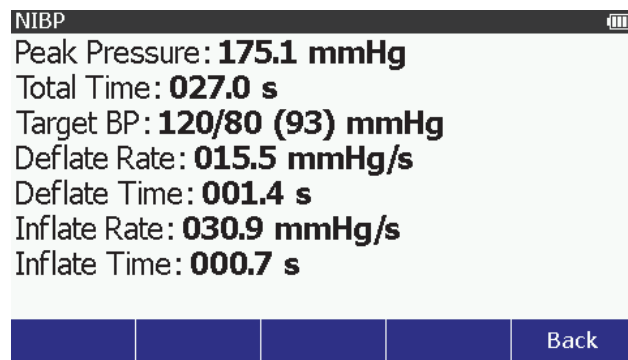 NIBP
Peak Pressure: 175.1 mmHg
Total Time: 027.0 s
Target BP: 120/80 (93) mmHg
Deflate Rate: 015.5 mmHg/s
Deflate Time: 001.4 s
Inflate Rate: 030.9 mmHg/s
Inflate Time: 000.7 s
Back